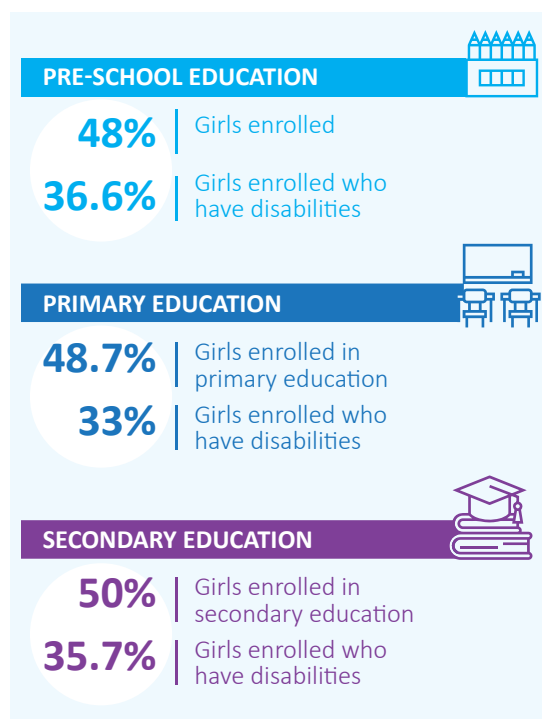 PRE-SCHOOL EDUCATION
48%
Girls enrolled
36.6%
Girls enrolled who
have disabilities
PRIMARY EDUCATION
48.7%
Girls enrolled in
primary education
33%
Girls enrolled who
have disabilities
SECONDARY EDUCATION
50%
Girls enrolled in
secondary education
35.7%
Girls enrolled who
have disabilities